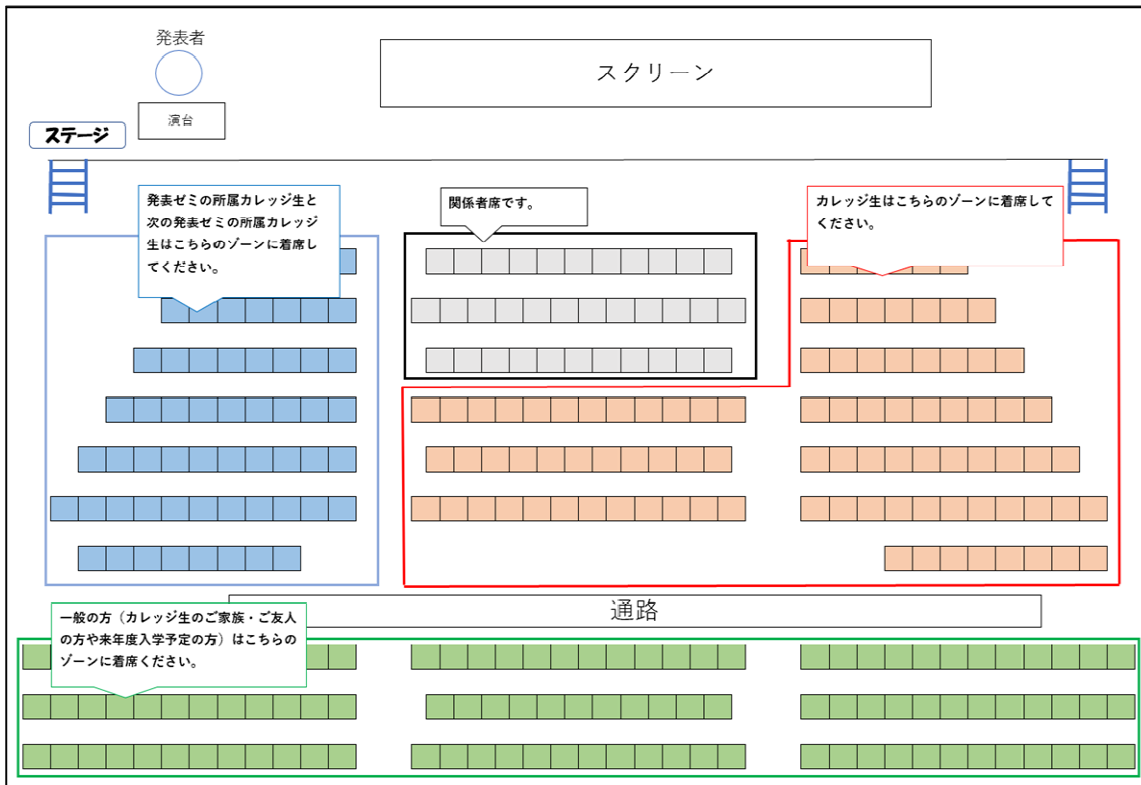 発表者
スクリーン
演台
ステージ
発表ゼミの所属カレッジ生と
次の発表ゼミの所属カレッジ
生はこちらのゾーンに着席し
てください。
関係者席です。
カレッジ生はこちらのゾーンに着席して
ください。
通路
一般の方（カレッジ生のご家族・ご友人
の方や来年度入学予定の方）はこちらの
ゾーンに着席ください。